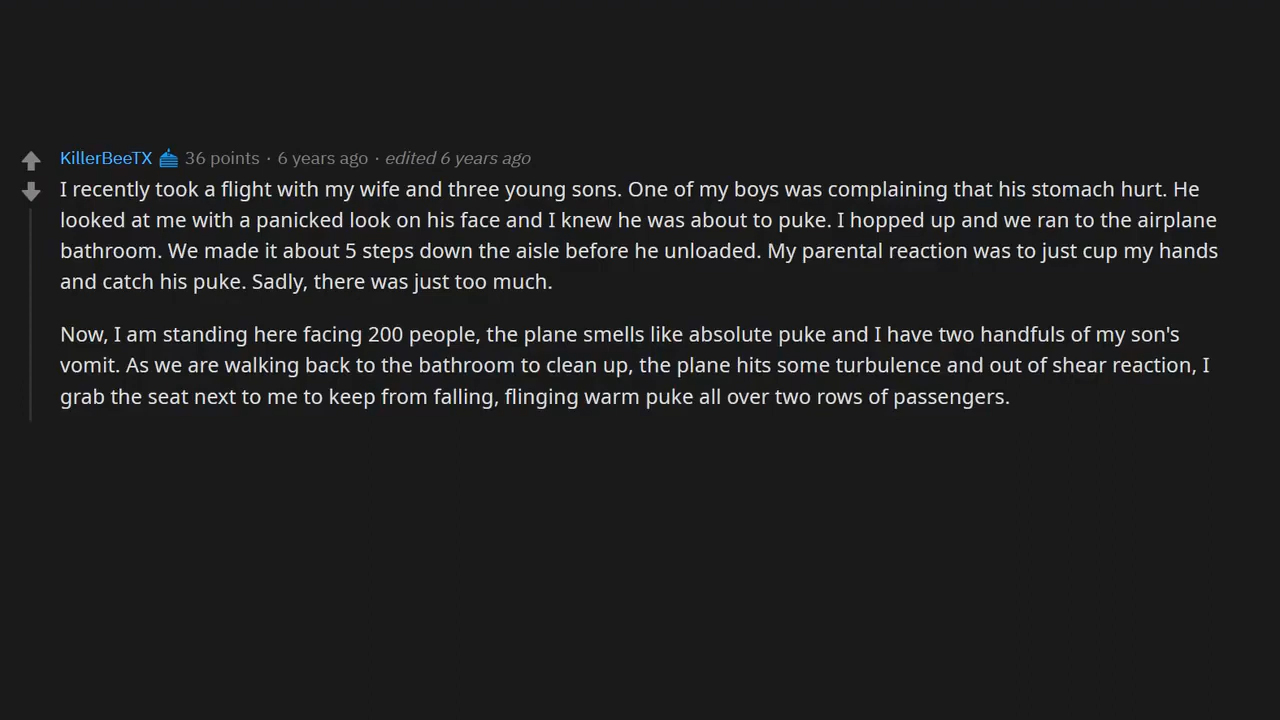 KillerBeeTX 36 points · 6 years ago · edited 6 years ago
I recently took a flight with my wife and three young sons. One of my boys was complaining that his stomach hurt. He
looked at me with a panicked look on his face and I knew he was about to puke. I hopped up and we ran to the airplane
bathroom. We made it about 5 steps down the aisle before he unloaded. My parental reaction was to just cup my hands
and catch his puke. Sadly, there was just too much.
Now, I am standing here facing 200 people, the plane smells like absolute puke and I have two handfuls of my son's
vomit. As we are walking back to the bathroom to clean up, the plane hits some turbulence and out of shear reaction, I
grab the seat next to me to keep from falling, flinging warm puke all over two rows of passengers.